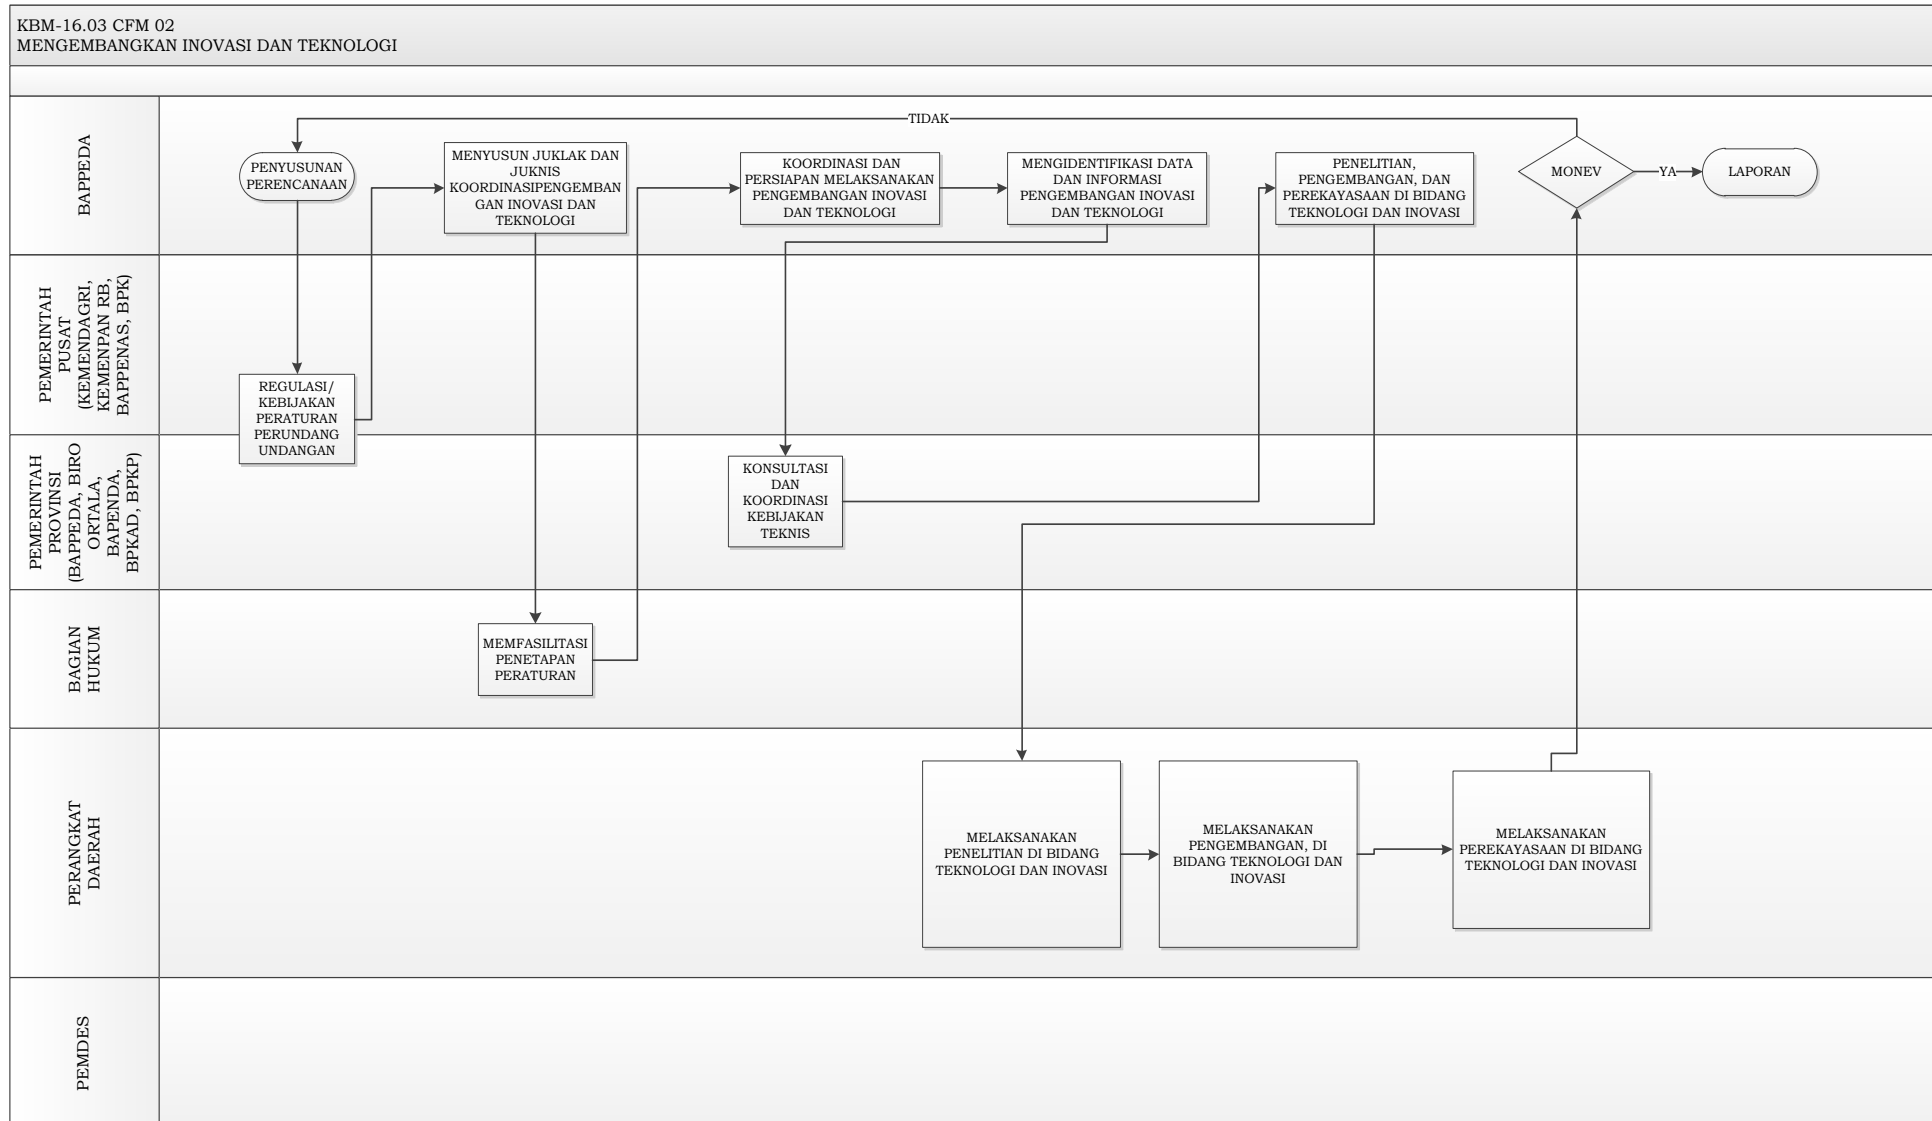 KBM-16.03 CFM 02
MENGEMBANGKAN INOVASI DAN TEKNOLOGI
BAPPEDA
TIDAK
PENYUSUNAN
PERENCANAAN
MENYUSUN JUKLAK DAN
JUKNIS
KOORDINASIPENGEMBAN
GAN INOVASI DAN
TEKNOLOGI
KOORDINASI DAN
PERSIAPAN MELAKSANAKAN
PENGEMBANGAN INOVASI
DAN TEKNOLOGI
MENGIDENTIFIKASI DATA
DAN INFORMASI
PENGEMBANGAN INOVASI
DAN TEKNOLOGI
PENELITIAN,
PENGEMBANGAN, DAN
PEREKAYASAAN DI BIDANG
TEKNOLOGI DAN INOVASI
MONEV
YA
LAPORAN
PEMERINTAH
PUSAT
(KEMENDAGRI,
KEMENPAN RB,
BAPPENAS, BPK)
REGULASI/
KEBIJAKAN
PERATURAN
PERUNDANG
UNDANGAN
PEMERINTAH
PROVINSI
(BAPPEDA, BIRO
ORTALA,
BAPENDA,
BPKAD, BPKP)
KONSULTASI
DAN
KOORDINASI
KEBIJAKAN
TEKNIS
BAGIAN
HUKUM
MEMFASILITASI
PENETAPAN
PERATURAN
PERANGKAT
DAERAH
MELAKSANAKAN
PENELITIAN DI BIDANG
TEKNOLOGI DAN INOVASI
MELAKSANAKAN
PENGEMBANGAN, DI
BIDANG TEKNOLOGI DAN
INOVASI
MELAKSANAKAN
PEREKAYASAAN DI BIDANG
TEKNOLOGI DAN INOVASI
PEMDES